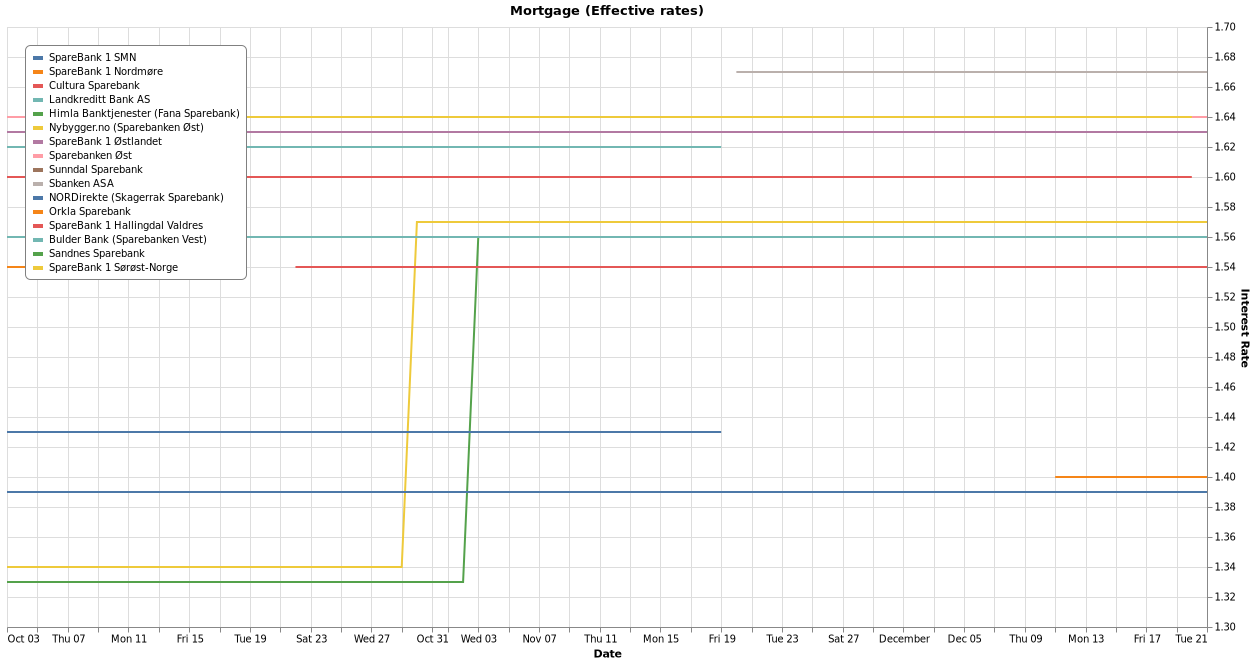 Mortgage (Effective rates)
SpareBank 1 SMN
SpareBank 1 Nordmøre
Cultura Sparebank
Landkreditt Bank AS
Himla Banktjenester (Fana Sparebank)
Nybygger.no (Sparebanken Øst)
SpareBank 1 Østlandet
Sparebanken Øst
Sunndal Sparebank
Sbanken ASA
NORDirekte (Skagerrak Sparebank)
Orkla Sparebank
SpareBank 1 Hallingdal Valdres
Bulder Bank (Sparebanken Vest)
Sandnes Sparebank
SpareBank 1 Sørøst-Norge
1.70
1.68
1.66
1.64
1.62
1.60
1.58
1.56
1.54
1.52
1.50
1.48
1.46
1.44
1.42
1.40
1.38
1.36
1.34
1.32
1.30
Interest Rate
Oct 03 Thu 07 Mon 11 Fri 15 Tue 19 Sat 23 Wed 27 Oct 31 Wed 03 Nov 07 Thu 11 Mon 15 Fri 19 Tue 23 Sat 27 December Dec 05 Thu 09 Mon 13 Fri 17 Tue 21
Date